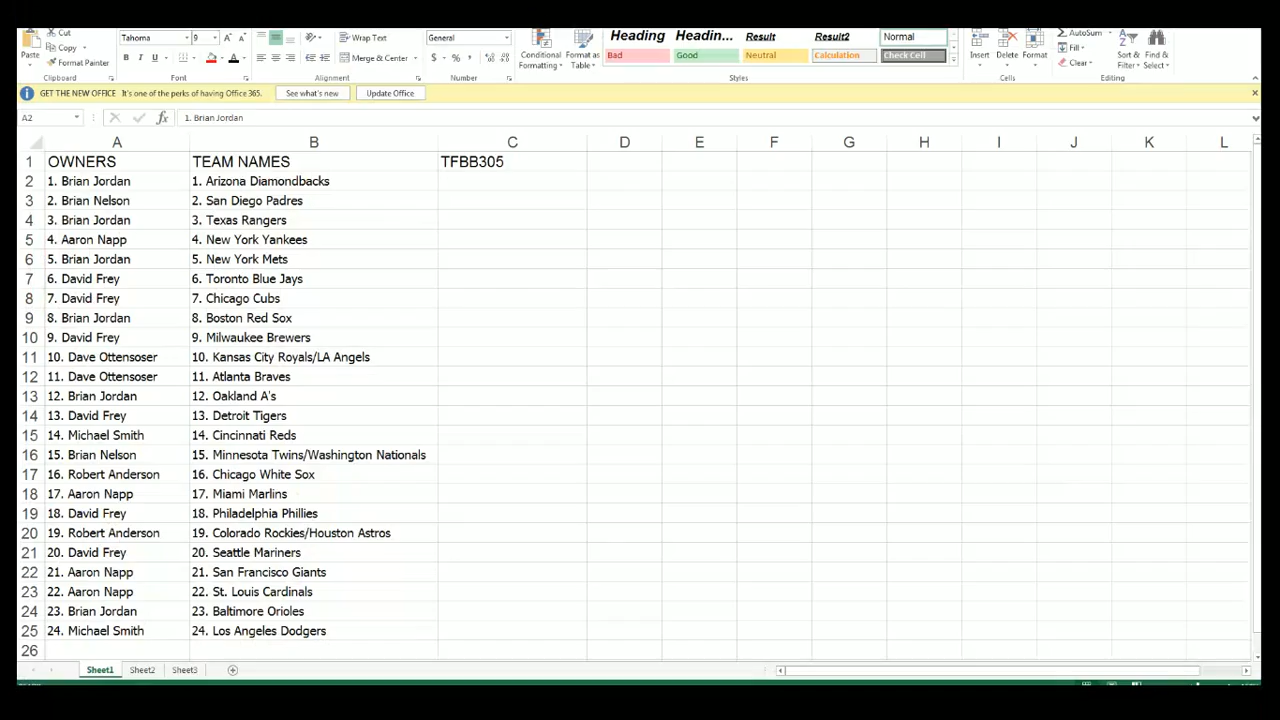 Cut
Tahoma 9 A A Wrap Text General Heading Headin... Result Result2 Normal AutoSum
Paste Copy Conditional Formatting Format as Table Insert Delete Format Fill Sort & Filter Find & Select
Format Painter B I U A Merge & Center $ % , Bad Good Neutral Calculation Check Cell Clear
Clipboard Font Alignment Number Styles Cells Editing
GET THE NEW OFFICE It's one of the perks of having Office 365. See what's new Update Office
A2 fx 1. Brian Jordan
A B C D E F G H I J K L
1 OWNERS TEAM NAMES TFBB305
2 1. Brian Jordan 1. Arizona Diamondbacks
3 2. Brian Nelson 2. San Diego Padres
4 3. Brian Jordan 3. Texas Rangers
5 4. Aaron Napp 4. New York Yankees
6 5. Brian Jordan 5. New York Mets
7 6. David Frey 6. Toronto Blue Jays
8 7. David Frey 7. Chicago Cubs
9 8. Brian Jordan 8. Boston Red Sox
10 9. David Frey 9. Milwaukee Brewers
11 10. Dave Ottensoser 10. Kansas City Royals/LA Angels
12 11. Dave Ottensoser 11. Atlanta Braves
13 12. Brian Jordan 12. Oakland A's
14 13. David Frey 13. Detroit Tigers
15 14. Michael Smith 14. Cincinnati Reds
16 15. Brian Nelson 15. Minnesota Twins/Washington Nationals
17 16. Robert Anderson 16. Chicago White Sox
18 17. Aaron Napp 17. Miami Marlins
19 18. David Frey 18. Philadelphia Phillies
20 19. Robert Anderson 19. Colorado Rockies/Houston Astros
21 20. David Frey 20. Seattle Mariners
22 21. Aaron Napp 21. San Francisco Giants
23 22. Aaron Napp 22. St. Louis Cardinals
24 23. Brian Jordan 23. Baltimore Orioles
25 24. Michael Smith 24. Los Angeles Dodgers
26
Sheet1 Sheet2 Sheet3